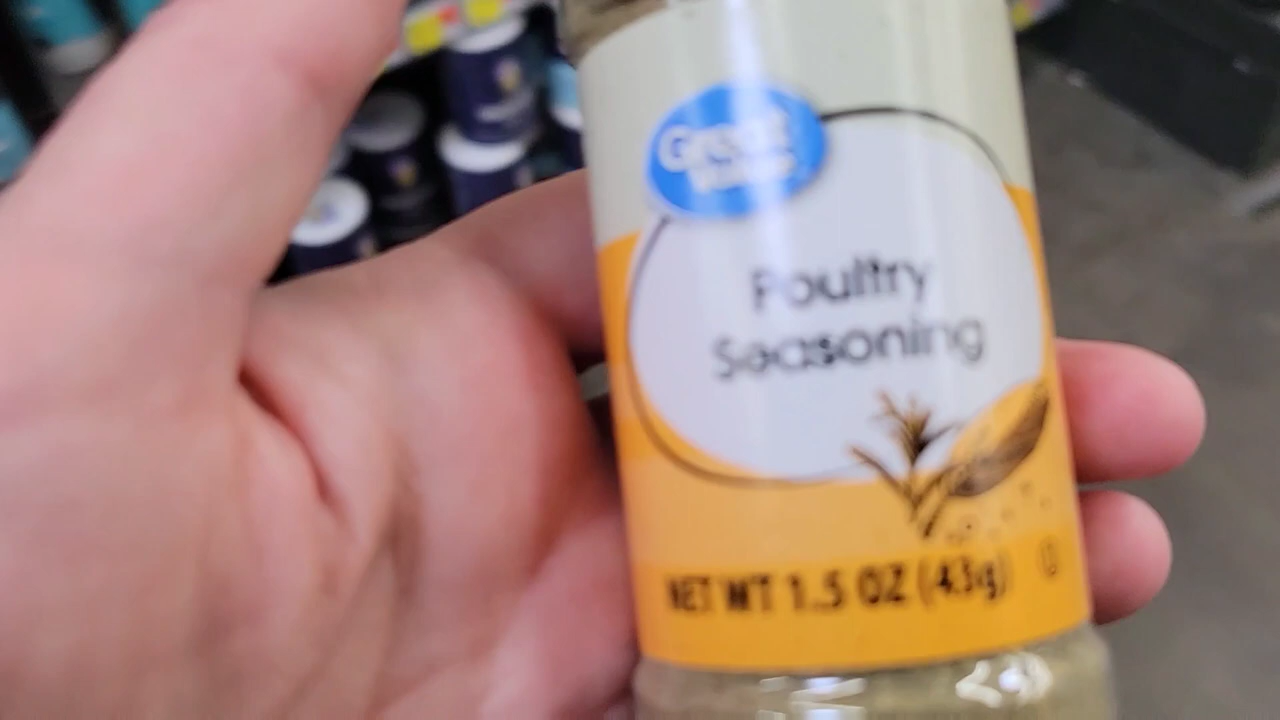 Great
Value
Poultry
Seasoning
NET WT 1.5 OZ (43g)